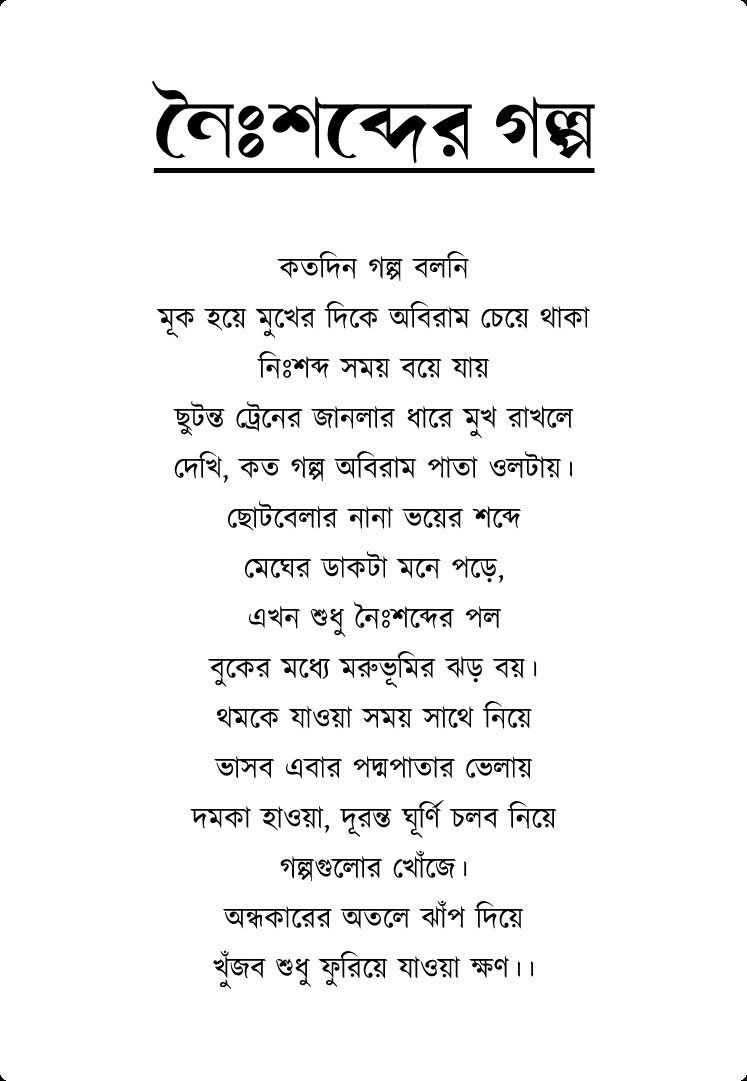 নৈঃশব্দের গল্প
কতদিন গল্প বলনি
মূক হয়ে মুখের দিকে অবিরাম চেয়ে থাকা
নিঃশব্দ সময় বয়ে যায়
ছুটন্ত ট্রেনের জানলার ধারে মুখ রাখলে
দেখি, কত গল্প অবিরাম পাতা ওলটায়।
ছোটবেলার নানা ভয়ের শব্দে
মেঘের ডাকটা মনে পড়ে,
এখন শুধু নৈঃশব্দের পল
বুকের মধ্যে মরুভূমির ঝড় বয়।
থমকে যাওয়া সময় সাথে নিয়ে
ভাসব এবার পদ্মপাতার ভেলায়
দমকা হাওয়া, দূরন্ত ঘূর্ণি চলব নিয়ে
গল্পগুলোর খোঁজে।
অন্ধকারের অতলে ঝাঁপ দিয়ে
খুঁজব শুধু ফুরিয়ে যাওয়া ক্ষণ।।